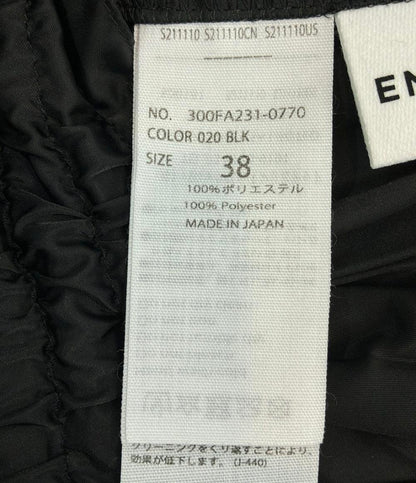 S211110 S211110CN S211110US
-------
NO. 300FA231-0770
COLOR 020 BLK
SIZE 38
100%ポリエステル
100% Polyester
MADE IN JAPAN
EN
クリーニングをくり返すことにより、
効果が低下します。(J-440)